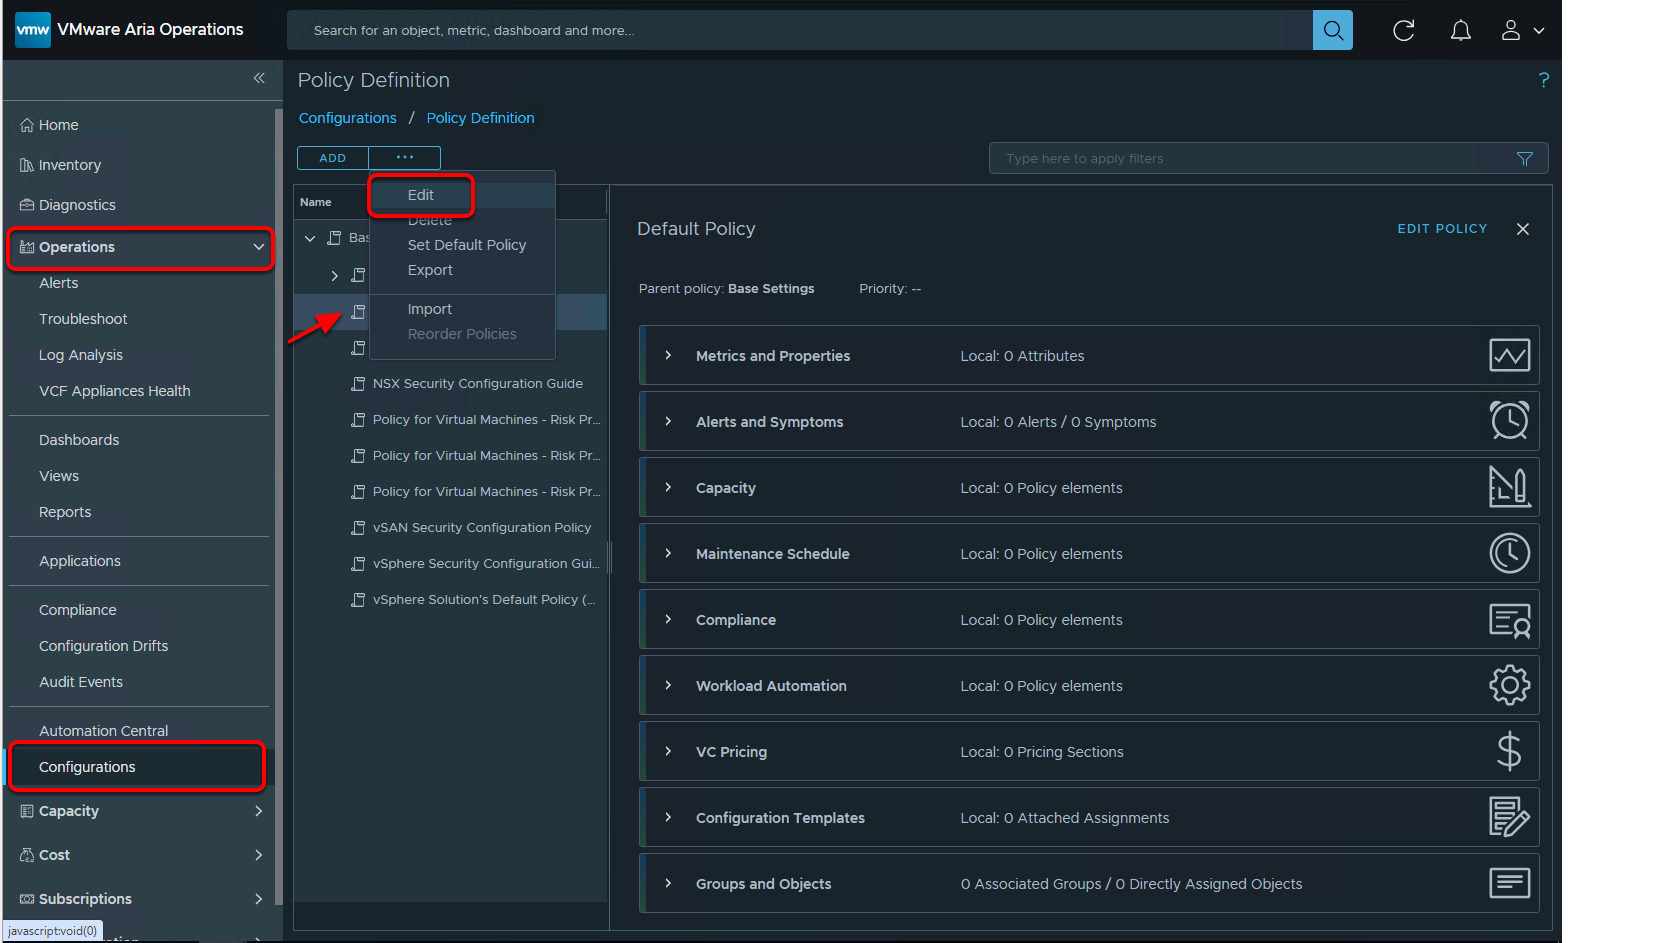 vmw VMware Aria Operations
Search for an object, metric, dashboard and more...
Policy Definition
?
Configurations / Policy Definition
ADD
Type here to apply filters
Home
Inventory
Diagnostics
Operations
Alerts
Troubleshoot
Log Analysis
VCF Appliances Health
Dashboards
Views
Reports
Applications
Compliance
Configuration Drifts
Audit Events
Automation Central
Configurations
Capacity
Cost
Subscriptions
javascript:void(0)
Name
Edit
Delete
Set Default Policy
Export
Import
Reorder Policies
NSX Security Configuration Guide
Policy for Virtual Machines - Risk Pr...
Policy for Virtual Machines - Risk Pr...
Policy for Virtual Machines - Risk Pr...
vSAN Security Configuration Policy
vSphere Security Configuration Gui...
vSphere Solution's Default Policy (...
Default Policy
EDIT POLICY
Parent policy: Base Settings Priority: --
Metrics and Properties Local: 0 Attributes
Alerts and Symptoms Local: 0 Alerts / 0 Symptoms
Capacity Local: 0 Policy elements
Maintenance Schedule Local: 0 Policy elements
Compliance Local: 0 Policy elements
Workload Automation Local: 0 Policy elements
VC Pricing Local: 0 Pricing Sections
Configuration Templates Local: 0 Attached Assignments
Groups and Objects 0 Associated Groups / 0 Directly Assigned Objects